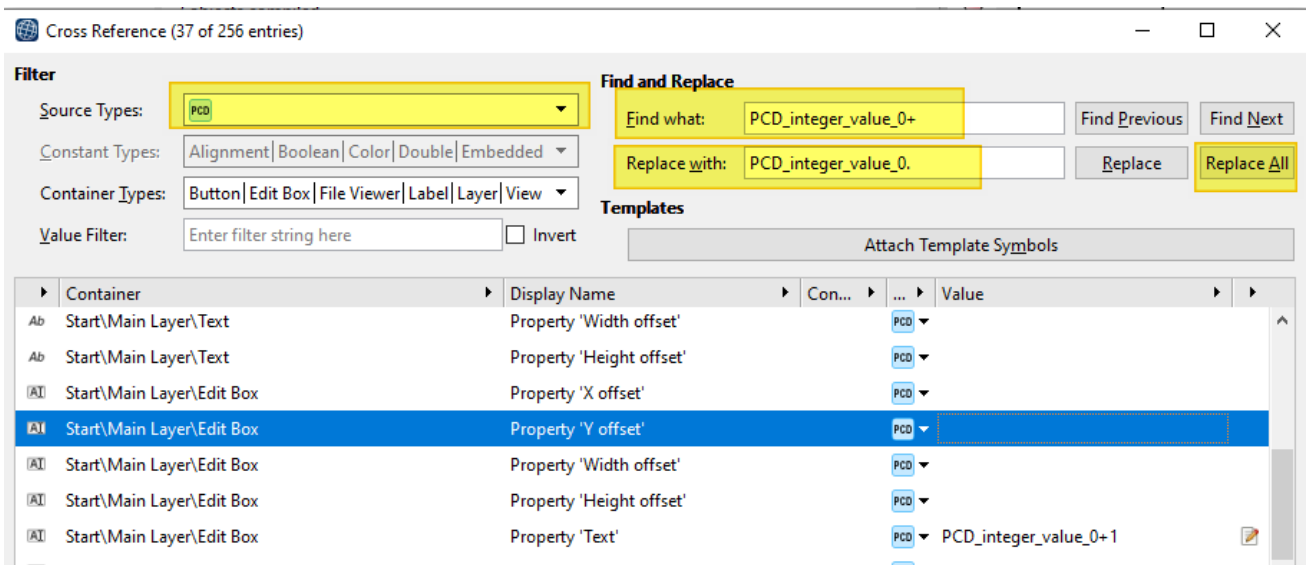 Cross Reference (37 of 256 entries)
Filter
Find and Replace
Source Types: PCD
Find what: PCD_integer_value_0+ Find Previous Find Next
Constant Types: Alignment|Boolean|Color|Double|Embedded
Replace with: PCD_integer_value_0. Replace Replace All
Container Types: Button|Edit Box|File Viewer|Label|Layer|View
Templates
Value Filter: Enter filter string here Invert
Attach Template Symbols
Container Display Name Con... ... Value
Ab Start\Main Layer\Text Property 'Width offset' PCD
Ab Start\Main Layer\Text Property 'Height offset' PCD
AI Start\Main Layer\Edit Box Property 'X offset' PCD
AI Start\Main Layer\Edit Box Property 'Y offset' PCD
AI Start\Main Layer\Edit Box Property 'Width offset' PCD
AI Start\Main Layer\Edit Box Property 'Height offset' PCD
AI Start\Main Layer\Edit Box Property 'Text' PCD PCD_integer_value_0+1